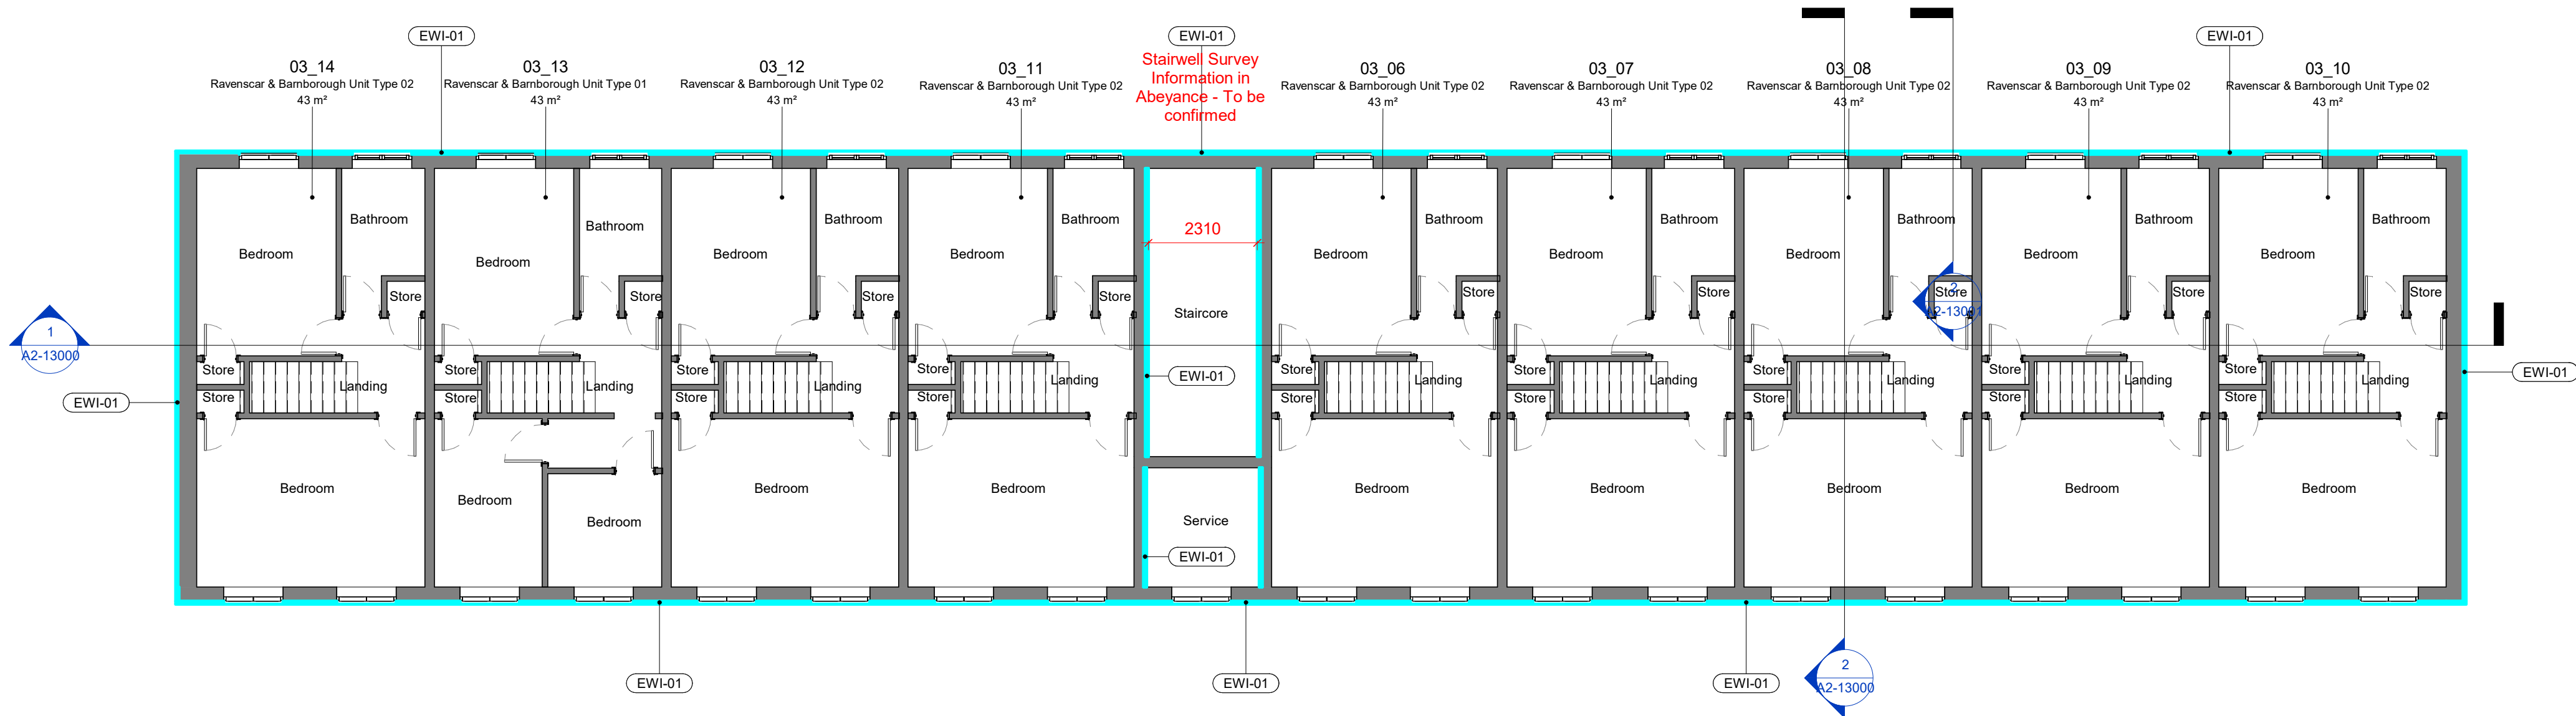 EWI-01
EWI-01
EWI-01
03_14
Ravenscar & Barnborough Unit Type 02
43 m²
03_13
Ravenscar & Barnborough Unit Type 01
43 m²
03_12
Ravenscar & Barnborough Unit Type 02
43 m²
03_11
Ravenscar & Barnborough Unit Type 02
43 m²
Stairwell Survey
Information in
Abeyance - To be
confirmed
03_06
Ravenscar & Barnborough Unit Type 02
43 m²
03_07
Ravenscar & Barnborough Unit Type 02
43 m²
03_08
Ravenscar & Barnborough Unit Type 02
43 m²
03_09
Ravenscar & Barnborough Unit Type 02
43 m²
03_10
Ravenscar & Barnborough Unit Type 02
43 m²
Bedroom
Bathroom
Store
Store
Store
Landing
Bedroom
Bedroom
Bathroom
Store
Store
Store
Landing
Bedroom
Bedroom
Bedroom
Bathroom
Store
Store
Store
Landing
Bedroom
Bedroom
Bathroom
Store
Store
Store
Landing
Bedroom
2310
Staircore
EWI-01
Service
EWI-01
Bedroom
Bathroom
Store
Store
Store
Landing
Bedroom
Bedroom
Bathroom
Store
Store
Store
Landing
Bedroom
Bedroom
Bathroom
Store
2
A2-13001
Store
Store
Landing
Bedroom
Bedroom
Bathroom
Store
Store
Store
Landing
Bedroom
Bedroom
Bathroom
Store
Store
Store
Landing
Bedroom
1
A2-13000
EWI-01
EWI-01
EWI-01
EWI-01
EWI-01
2
A2-13000